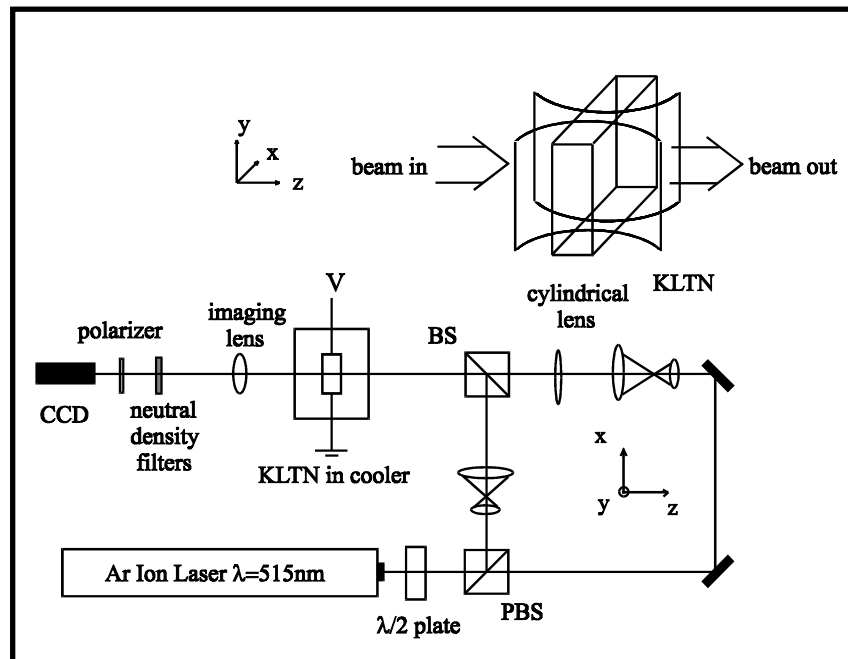 y
x
z
beam in
beam out
KLTN
cylindrical
lens
V
imaging
lens
BS
polarizer
CCD
neutral
density
filters
KLTN in cooler
x
y
z
Ar Ion Laser λ=515nm
λ/2 plate
PBS